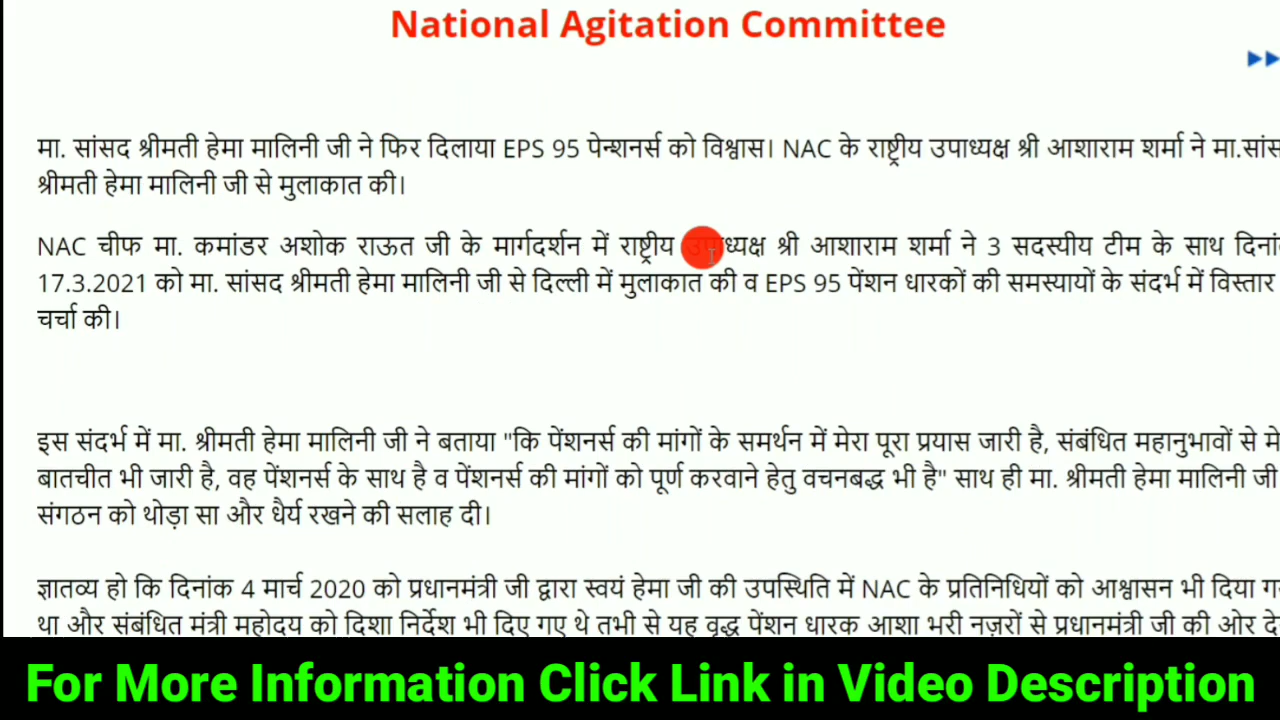 National Agitation Committee
मा. सांसद श्रीमती हेमा मालिनी जी ने फिर दिलाया EPS 95 पेन्शनर्स को विश्वास। NAC के राष्ट्रीय उपाध्यक्ष श्री आशाराम शर्मा ने मा.सांस
श्रीमती हेमा मालिनी जी से मुलाकात की।
NAC चीफ मा. कमांडर अशोक राऊत जी के मार्गदर्शन में राष्ट्रीय उपाध्यक्ष श्री आशाराम शर्मा ने 3 सदस्यीय टीम के साथ
17.3.2021 को मा. सांसद श्रीमती हेमा मालिनी जी से दिल्ली में मुलाकात की व EPS 95 पेंशन धारकों की समस्यायों के संदर्भ में विस्तार
चर्चा की।
इस संदर्भ में मा. श्रीमती हेमा मालिनी जी ने बताया "कि पेंशनर्स की मांगों के समर्थन में मेरा पूरा प्रयास जारी है, संबंधित महानुभावों से मे
बातचीत भी जारी है, वह पेंशनर्स के साथ है व पेंशनर्स की मांगों को पूर्ण करवाने हेतु वचनबद्ध भी है" साथ ही मा. श्रीमती हेमा मालिनी जी
संगठन को थोड़ा सा और धैर्य रखने की सलाह दी।
ज्ञातव्य हो कि दिनांक 4 मार्च 2020 को प्रधानमंत्री जी द्वारा स्वयं हेमा जी की उपस्थिति में NAC के प्रतिनिधियों को आश्वासन भी दिया
था और संबंधित मंत्री महोदय को दिशा निर्देश भी दिए गए थे तभी से यह वृद्ध पेंशन धारक आशा भरी नज़रों से प्रधानमंत्री जी की ओर
For More Information Click Link in Video Description